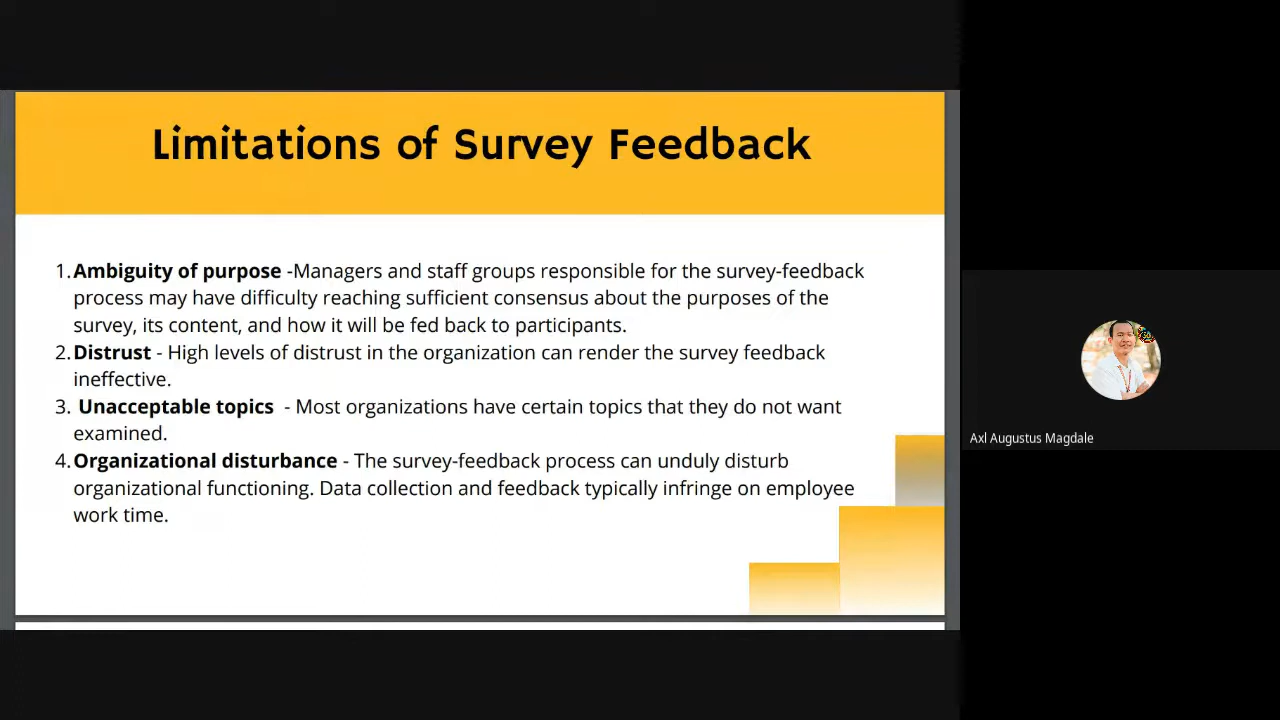 Limitations of Survey Feedback
1. Ambiguity of purpose -Managers and staff groups responsible for the survey-feedback
process may have difficulty reaching sufficient consensus about the purposes of the
survey, its content, and how it will be fed back to participants.
2. Distrust - High levels of distrust in the organization can render the survey feedback
ineffective.
3. Unacceptable topics - Most organizations have certain topics that they do not want
examined.
4. Organizational disturbance - The survey-feedback process can unduly disturb
organizational functioning. Data collection and feedback typically infringe on employee
work time.
Axl Augustus Magdale